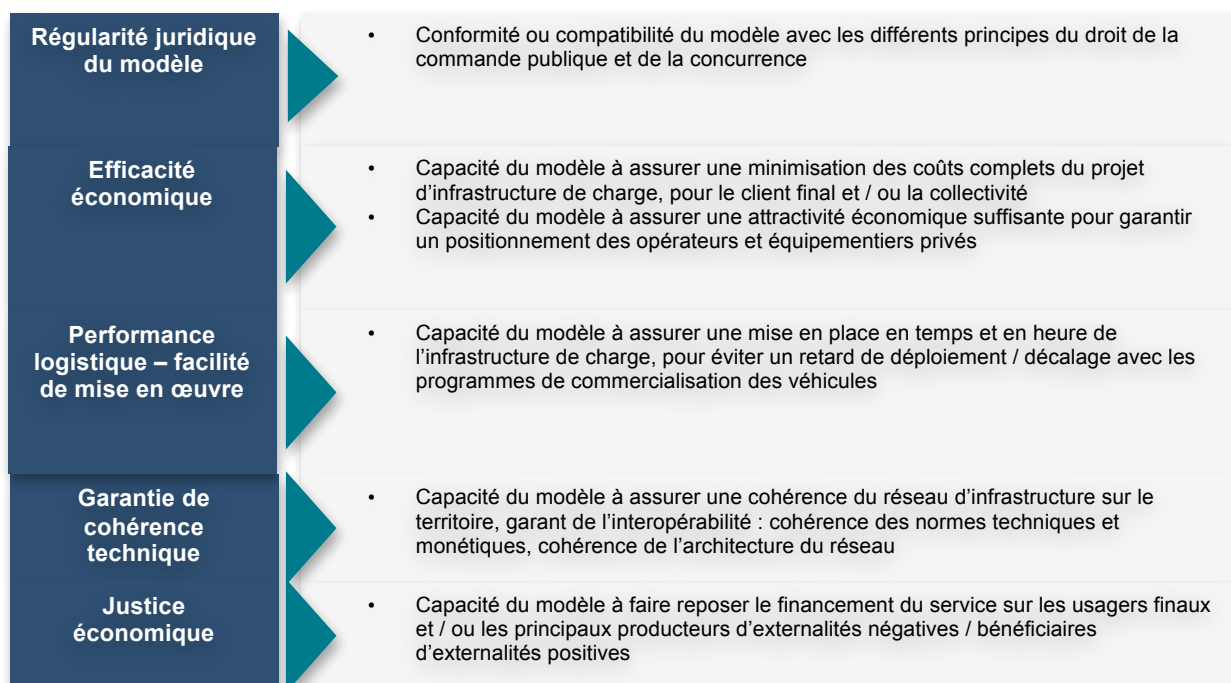 Régularité juridique
du modèle
• Conformité ou compatibilité du modèle avec les différents principes du droit de la
commande publique et de la concurrence
Efficacité
économique
• Capacité du modèle à assurer une minimisation des coûts complets du projet
d'infrastructure de charge, pour le client final et / ou la collectivité
• Capacité du modèle à assurer une attractivité économique suffisante pour garantir
un positionnement des opérateurs et équipementiers privés
Performance
logistique – facilité
de mise en œuvre
• Capacité du modèle à assurer une mise en place en temps et en heure de
l'infrastructure de charge, pour éviter un retard de déploiement / décalage avec les
programmes de commercialisation des véhicules
Garantie de
cohérence
technique
• Capacité du modèle à assurer une cohérence du réseau d'infrastructure sur le
territoire, garant de l'interopérabilité : cohérence des normes techniques et
monétiques, cohérence de l'architecture du réseau
Justice
économique
• Capacité du modèle à faire reposer le financement du service sur les usagers finaux
et / ou les principaux producteurs d'externalités négatives / bénéficiaires
d'externalités positives